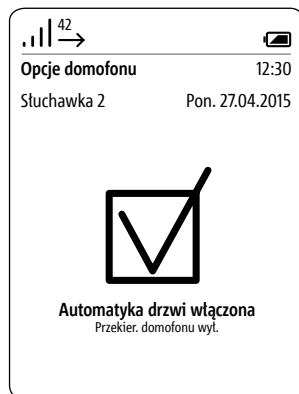 42
Opcje domofonu 12:30
Słuchawka 2 Pon. 27.04.2015
Automatyka drzwi włączona
Przekier. domofonu wył.